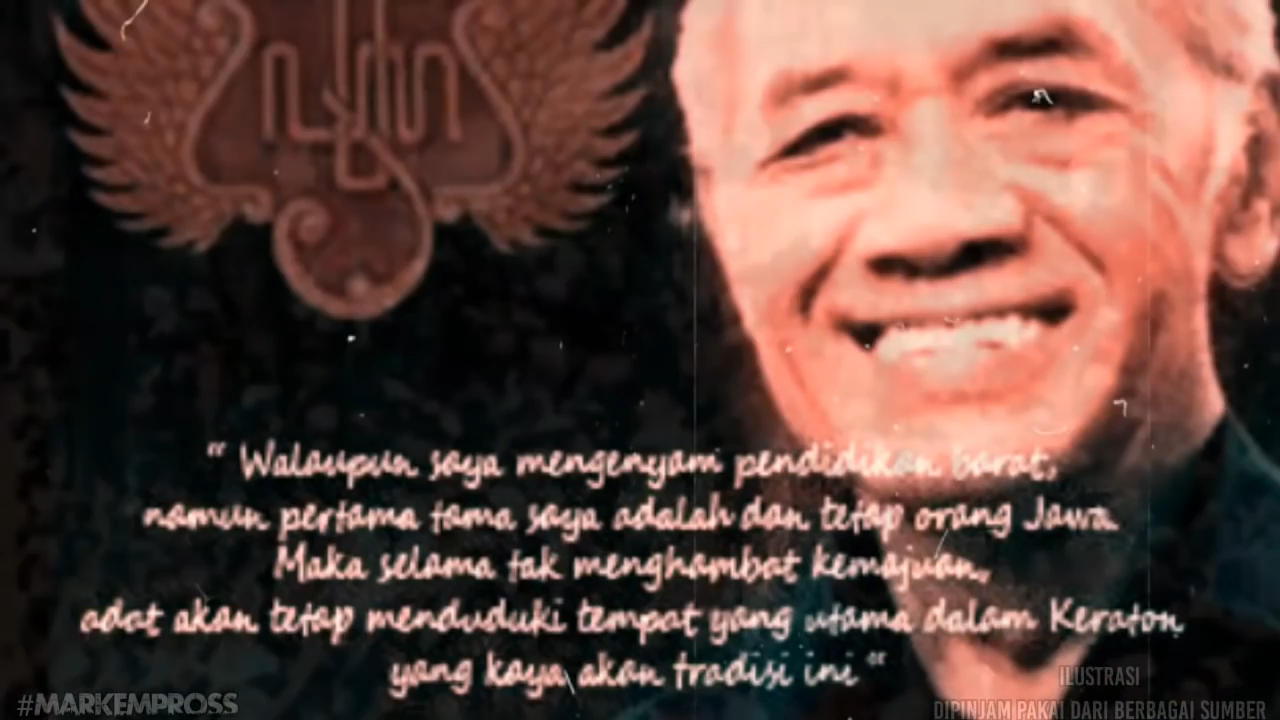 “ Walaupun saya mengenyam pendidikan barat,
namun pertama tama saya adalah dan tetap orang Jawa.
Maka selama tak menghambat kemajuan,
adat akan tetap menduduki tempat yang utama dalam Keraton
yang kaya akan tradisi ini “
ILUSTRASI
#MARKEMPROSS
DIPINJAM PAKAI DARI BERBAGAI SUMBER